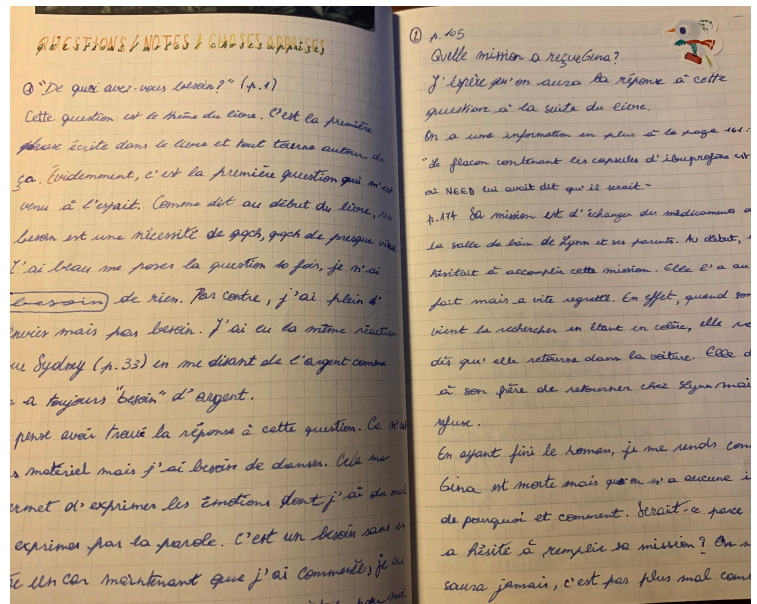 QUESTIONS / NOTES / choses apprises
① "De quoi avez-vous besoin?" (p.1)
Cette question est le thème du livre. C'est la première
phrase écrite dans le livre et tout tourne autour de
ça. Évidemment, c'est la première question qui m'est
venu à l'esprit. Comme dit au début du livre, un
besoin est une nécessité de qqch, qqch de presque vital.
J'ai beau me poser la question 10 fois, je n'ai
besoin de rien. Par contre, j'ai plein d'
envies mais pas besoin. J'ai eu la même réaction
Sydney (p.33) en me disant de l'argent comme
a toujours "besoin" d'argent.
pense avoir trouvé la réponse à cette question. Ce n'est
matériel mais j'ai besoin de danser. Cela me
permet d'exprimer les émotions dont j'ai du mal
exprimer par la parole. C'est un besoin sans en
car maintenant que j'ai commencé, je
② p.105
Quelle mission a reçue Gina?
J'espère qu'on aura la réponse à cette
question à la suite du livre.
On a une information en plus à la page 161:
"Le flacon contenant les capsules d'ibuprofène est
où NEED lui avait dit qu'il serait."
p.174 Sa mission est d'échanger des médicaments
la salle de bain de Lynn et ses parents. Au début,
hésitait à accomplir cette mission. Elle l'a
fait mais a vite regretté. En effet, quand son
vient la rechercher en étant en colère, elle
dès qu'elle retourne dans la voiture. Elle
à son père de retourner chez Lynn mais
refuse.
En ayant fini le roman, je me rends
Gina est morte mais qu'on n'a aucune
de pourquoi et comment. Serait-ce parce
a hésité à remplir sa mission? On
saura jamais, c'est pas plus mal